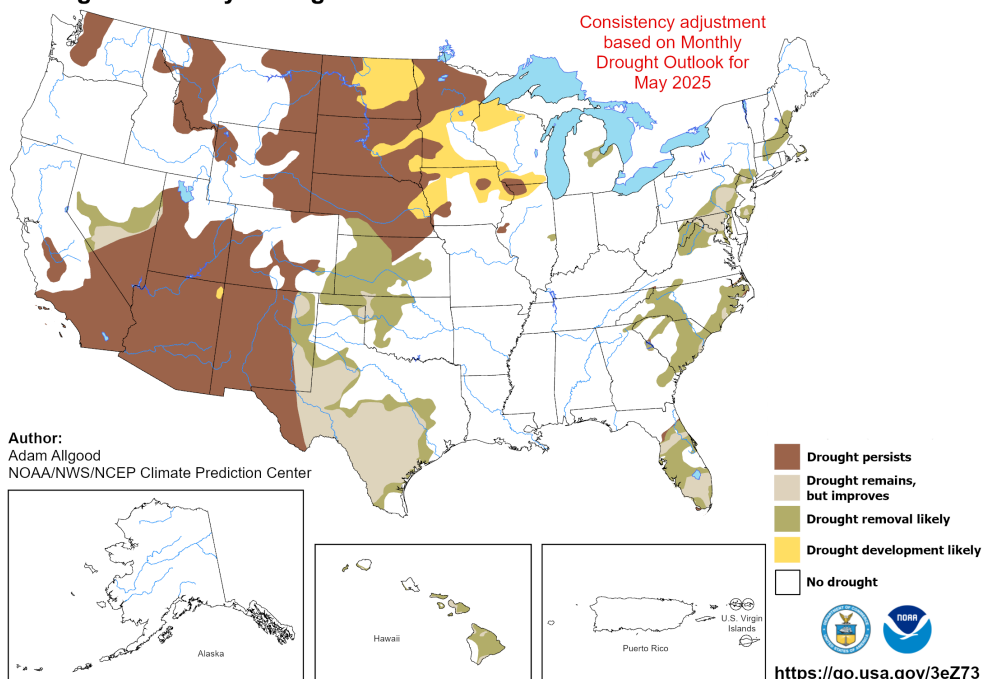 Consistency adjustment
based on Monthly
Drought Outlook for
May 2025
Author:
Adam Allgood
NOAA/NWS/NCEP Climate Prediction Center
Drought persists
Drought remains,
but improves
Drought removal likely
Drought development likely
No drought
Alaska
Hawaii
Puerto Rico
U.S. Virgin
Islands
NOAA
https://go.usa.gov/3eZ73